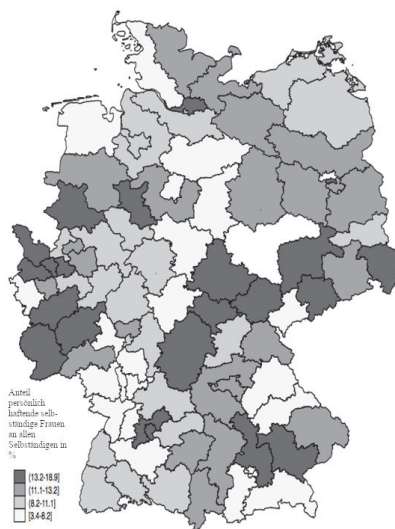 Anteil
persönlich
haftende selb-
ständige Frauen
an allen
Selbständigen in
%
(13.2-18.9]
(11.1-13.2]
(8.2-11.1]
[3.4-8.2]